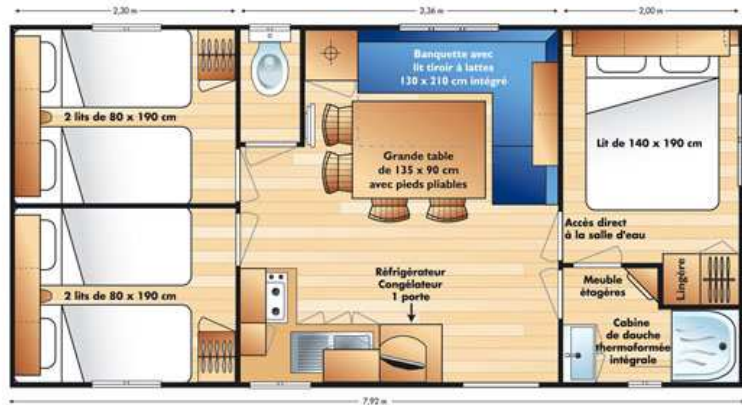 2,30 m
3,36 m
2,00 m
Banquette avec
lit tiroir à lattes
130 x 210 cm intégré
2 lits de 80 x 190 cm
Lit de 140 x 190 cm
Grande table
de 135 x 90 cm
avec pieds pliables
Accès direct
à la salle d'eau
Réfrigérateur
Congélateur
1 porte
Meuble
étagères
Lingère
2 lits de 80 x 190 cm
Cabine
de douche
thermoformée
intégrale
7,92 m